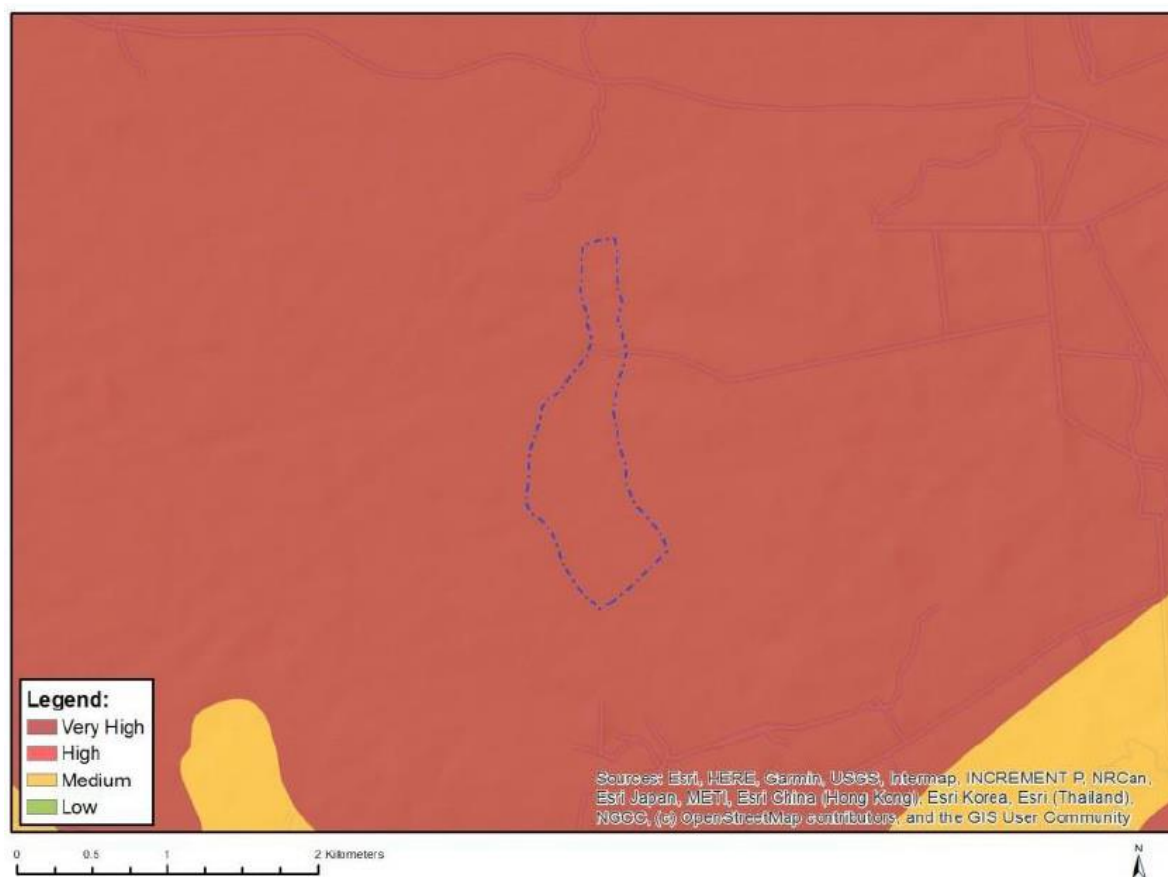 Legend:
Very High
High
Medium
Low
Sources: Esri, HERE, Garmin, USGS, Intermap, INCREMENT P, NRCan,
Esri Japan, METI, Esri China (Hong Kong), Esri Korea, Esri (Thailand),
NGCC, (c) OpenStreetMap contributors, and the GIS User Community
0 0.5 1 2 Kilometers
N